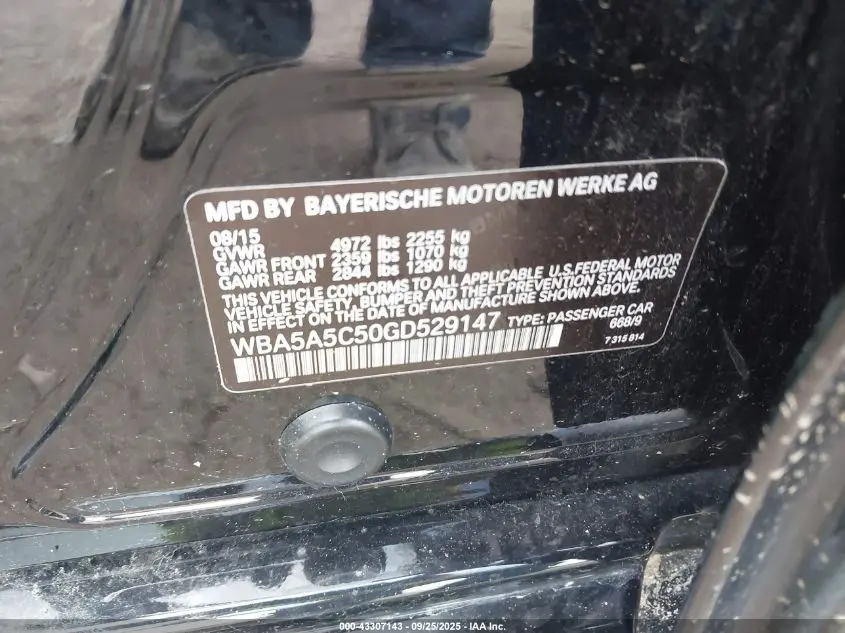 MFD BY BAYERISCHE MOTOREN WERKE AG
08/15
GVWR 4972 lbs 2255 kg
GAWR FRONT 2359 lbs 1070 kg
GAWR REAR 2844 lbs 1290 kg
THIS VEHICLE CONFORMS TO ALL APPLICABLE U.S.FEDERAL MOTOR
VEHICLE SAFETY, BUMPER AND THEFT PREVENTION STANDARDS
IN EFFECT ON THE DATE OF MANUFACTURE SHOWN ABOVE.
WBA5A5C50GD529147 TYPE: PASSENGER CAR
668/9
7 315 814
000-43307143 - 09/25/2025 - IAA Inc.